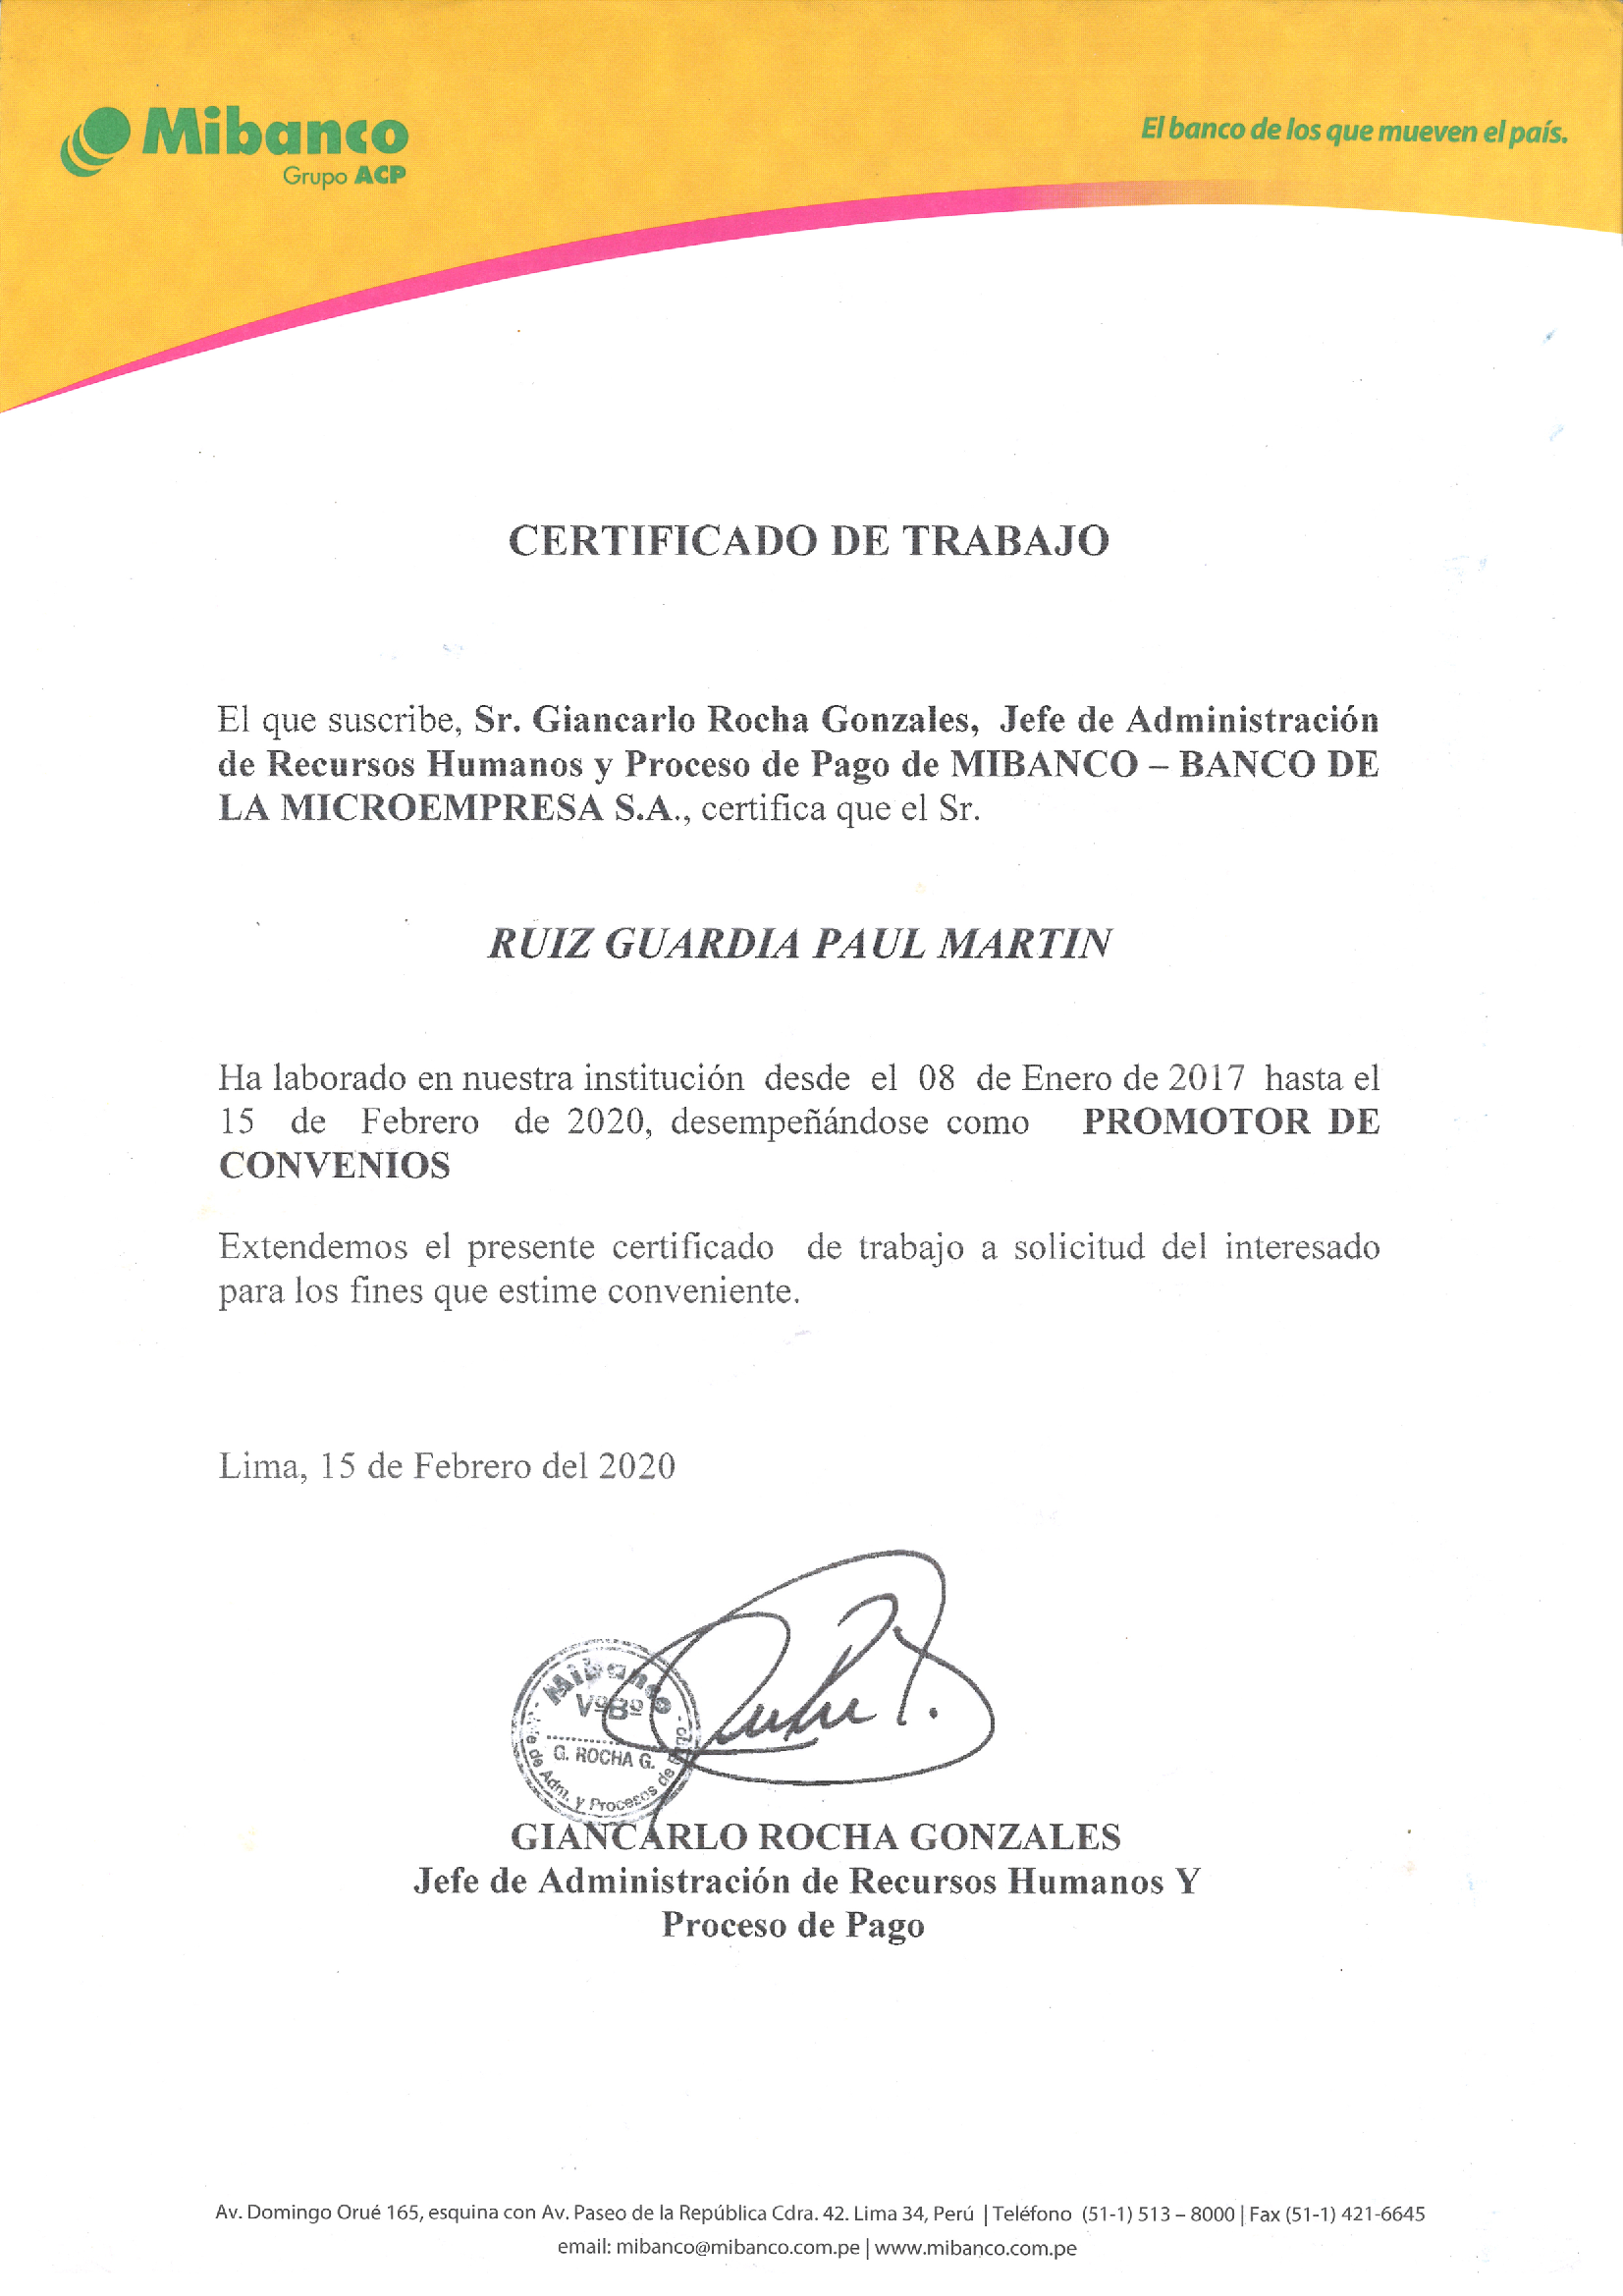 Mibanco
Grupo ACP
El banco de los que mueven el país.
CERTIFICADO DE TRABAJO
El que suscribe, Sr. Giancarlo Rocha Gonzales, Jefe de Administración
de Recursos Humanos y Proceso de Pago de MIBANCO – BANCO DE
LA MICROEMPRESA S.A., certifica que el Sr.
RUIZ GUARDIA PAUL MARTIN
Ha laborado en nuestra institución desde el 08 de Enero de 2017 hasta el
15 de Febrero de 2020, desempeñándose como PROMOTOR DE
CONVENIOS
Extendemos el presente certificado de trabajo a solicitud del interesado
para los fines que estime conveniente.
Lima, 15 de Febrero del 2020
Mibanco
VºBº
G. ROCHA G.
Jefe de Adm. y Procesos de
GIANCARLO ROCHA GONZALES
Jefe de Administración de Recursos Humanos Y
Proceso de Pago
Av. Domingo Orué 165, esquina con Av. Paseo de la República Cdra. 42. Lima 34, Perú | Teléfono (51-1) 513 – 8000 | Fax (51-1) 421-6645
email: mibanco@mibanco.com.pe | www.mibanco.com.pe